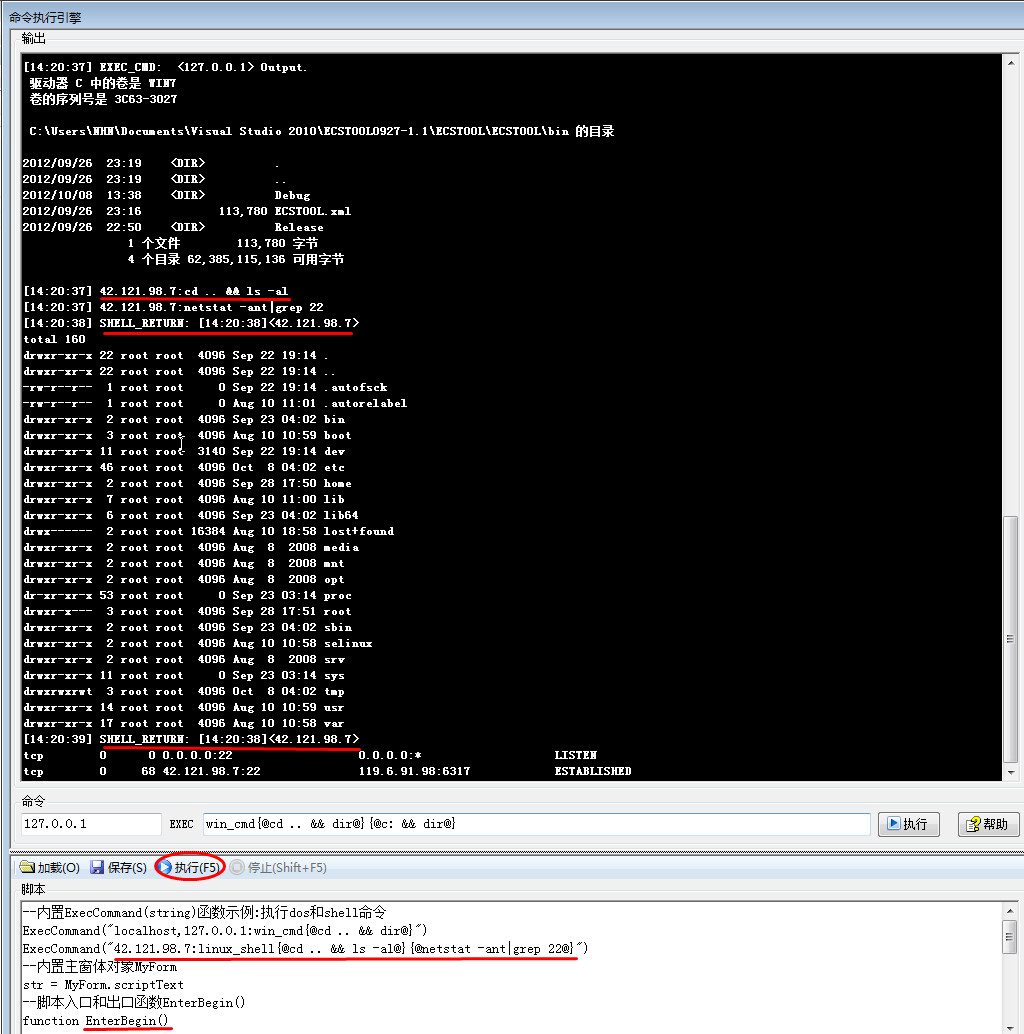 命令执行引擎
输出
[14:20:37] EXEC_CMD:  <127.0.0.1> Output.
驱动器 C 中的卷是 WIN7
卷的序列号是 3C63-3027
C:\Users\NHN\Documents\Visual Studio 2010\ECSTOOL0927-1.1\ECSTOOL\ECSTOOL\bin 的目录
2012/09/26  23:19    <DIR>          .
2012/09/26  23:19    <DIR>          ..
2012/10/08  13:38    <DIR>          Debug
2012/09/26  23:16           113,780 ECSTOOL.xml
2012/09/26  22:50    <DIR>          Release
1 个文件        113,780 字节
4 个目录 62,385,115,136 可用字节
[14:20:37] 42.121.98.7:cd .. && ls -al
[14:20:37] 42.121.98.7:netstat -ant|grep 22
[14:20:38] SHELL_RETURN: [14:20:38]<42.121.98.7>
total 160
drwxr-xr-x 22 root root  4096 Sep 22 19:14 .
drwxr-xr-x 22 root root  4096 Sep 22 19:14 ..
-rw-r--r--  1 root root     0 Sep 22 19:14 .autofsck
-rw-r--r--  1 root root     0 Aug 10 11:01 .autorelabel
drwxr-xr-x  2 root root  4096 Sep 23 04:02 bin
drwxr-xr-x  3 root root  4096 Aug 10 10:59 boot
drwxr-xr-x 11 root root  3140 Sep 22 19:14 dev
drwxr-xr-x 46 root root  4096 Oct  8 04:02 etc
drwxr-xr-x  2 root root  4096 Sep 28 17:50 home
drwxr-xr-x  7 root root  4096 Aug 10 11:00 lib
drwxr-xr-x  6 root root  4096 Sep 23 04:02 lib64
drwx------  2 root root 16384 Aug 10 18:58 lost+found
drwxr-xr-x  2 root root  4096 Aug  8  2008 media
drwxr-xr-x  2 root root  4096 Aug  8  2008 mnt
drwxr-xr-x  2 root root  4096 Aug  8  2008 opt
dr-xr-xr-x 53 root root     0 Sep 23 03:14 proc
drwxr-x---  3 root root  4096 Sep 28 17:51 root
drwxr-xr-x  2 root root  4096 Sep 23 04:02 sbin
drwxr-xr-x  2 root root  4096 Aug 10 10:58 selinux
drwxr-xr-x  2 root root  4096 Aug  8  2008 srv
drwxr-xr-x 11 root root     0 Sep 23 03:14 sys
drwxrwxrwt  3 root root  4096 Oct  8 04:02 tmp
drwxr-xr-x 14 root root  4096 Aug 10 10:59 usr
drwxr-xr-x 17 root root  4096 Aug 10 10:58 var
[14:20:39] SHELL_RETURN: [14:20:38]<42.121.98.7>
tcp        0      0 0.0.0.0:22                  0.0.0.0:*                   LISTEN
tcp        0     68 42.121.98.7:22              119.6.91.98:6317            ESTABLISHED
命令
127.0.0.1 EXEC win_cmd{@cd .. && dir@}{@c: && dir@} 执行 帮助
加载(O) 保存(S) 执行(F5) 停止(Shift+F5)
脚本
--内置ExecCommand(string)函数示例:执行dos和shell命令
ExecCommand("localhost,127.0.0.1:win_cmd{@cd .. && dir@}")
ExecCommand("42.121.98.7:linux_shell{@cd .. && ls -al@}{@netstat -ant|grep 22@}")
--内置主窗体对象MyForm
str = MyForm.scriptText
--脚本入口和出口函数EnterBegin()
function EnterBegin()